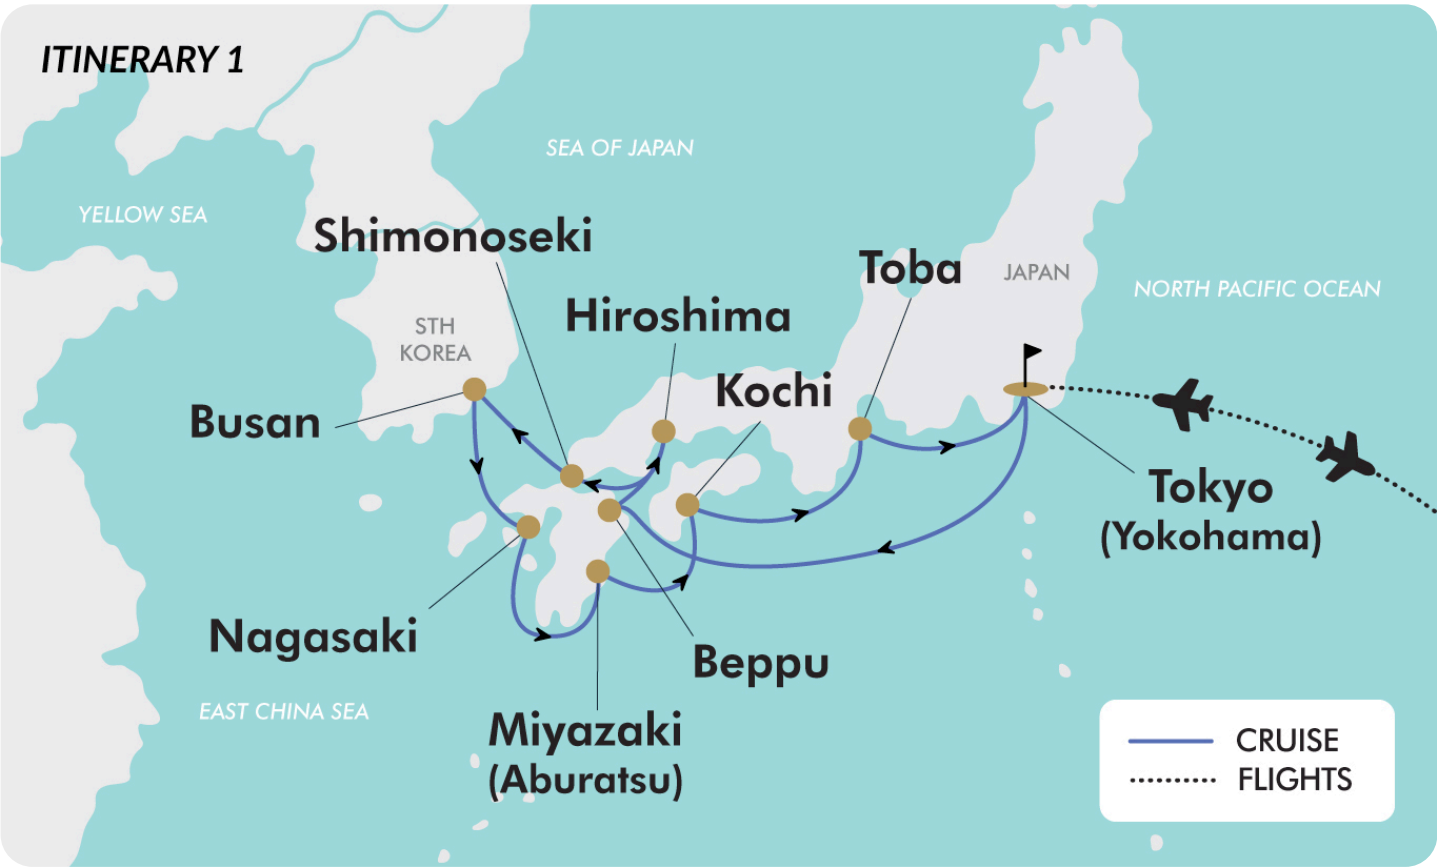 ITINERARY 1
SEA OF JAPAN
YELLOW SEA
Shimonoseki
Toba
JAPAN
NORTH PACIFIC OCEAN
Hiroshima
STH
KOREA
Kochi
Busan
Tokyo
(Yokohama)
Nagasaki
Beppu
EAST CHINA SEA
Miyazaki
(Aburatsu)
CRUISE
FLIGHTS